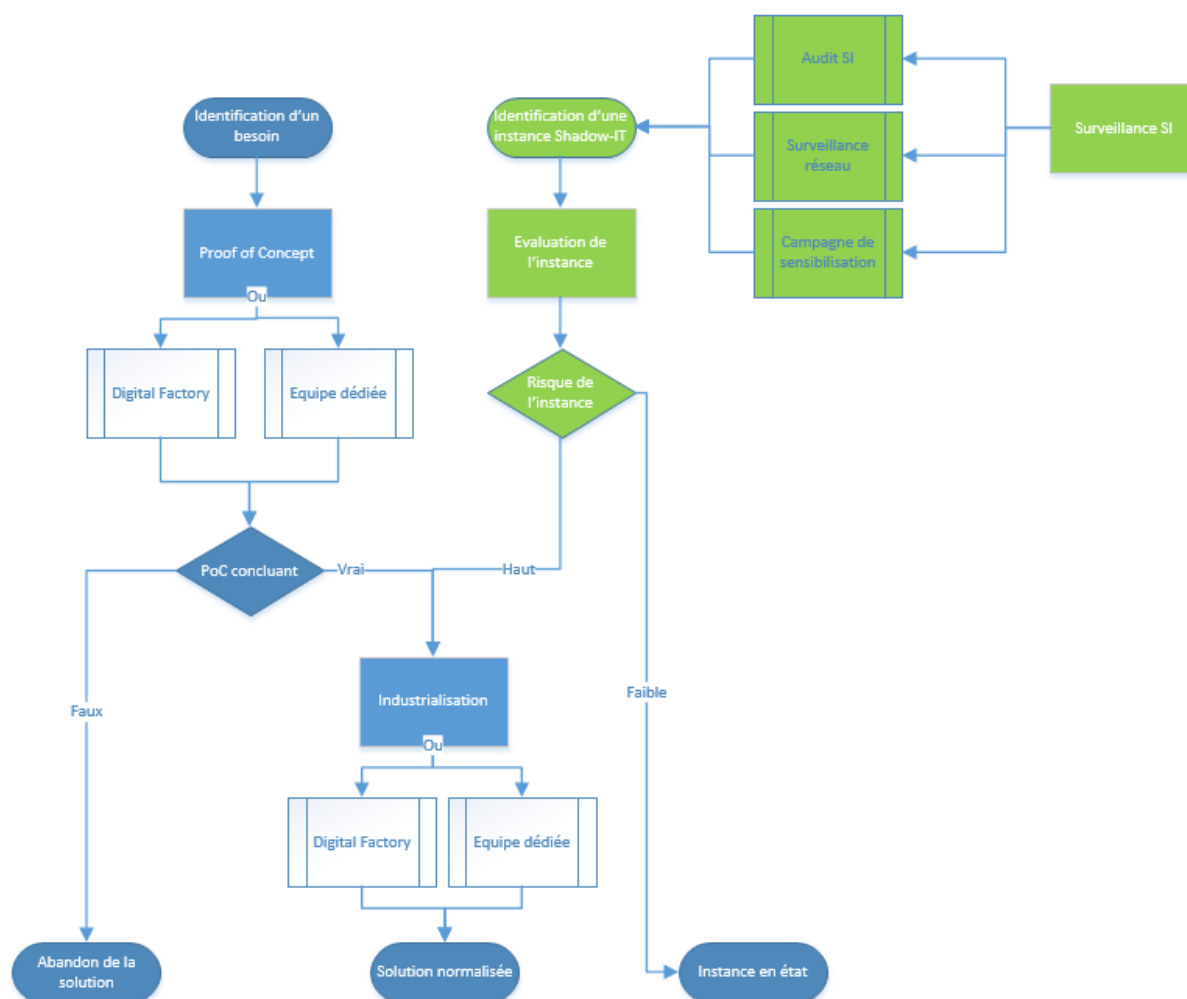 Audit SI
Identification d'un
besoin
Identification d'une
instance Shadow-IT
Surveillance SI
Surveillance
réseau
Proof of Concept
Evaluation de
l'instance
Campagne de
sensibilisation
Ou
Digital Factory
Equipe dédiée
Risque de
l'instance
PoC concluant
Vrai
Haut
Industrialisation
Faible
Faux
Ou
Digital Factory
Equipe dédiée
Abandon de la
solution
Solution normalisée
Instance en état